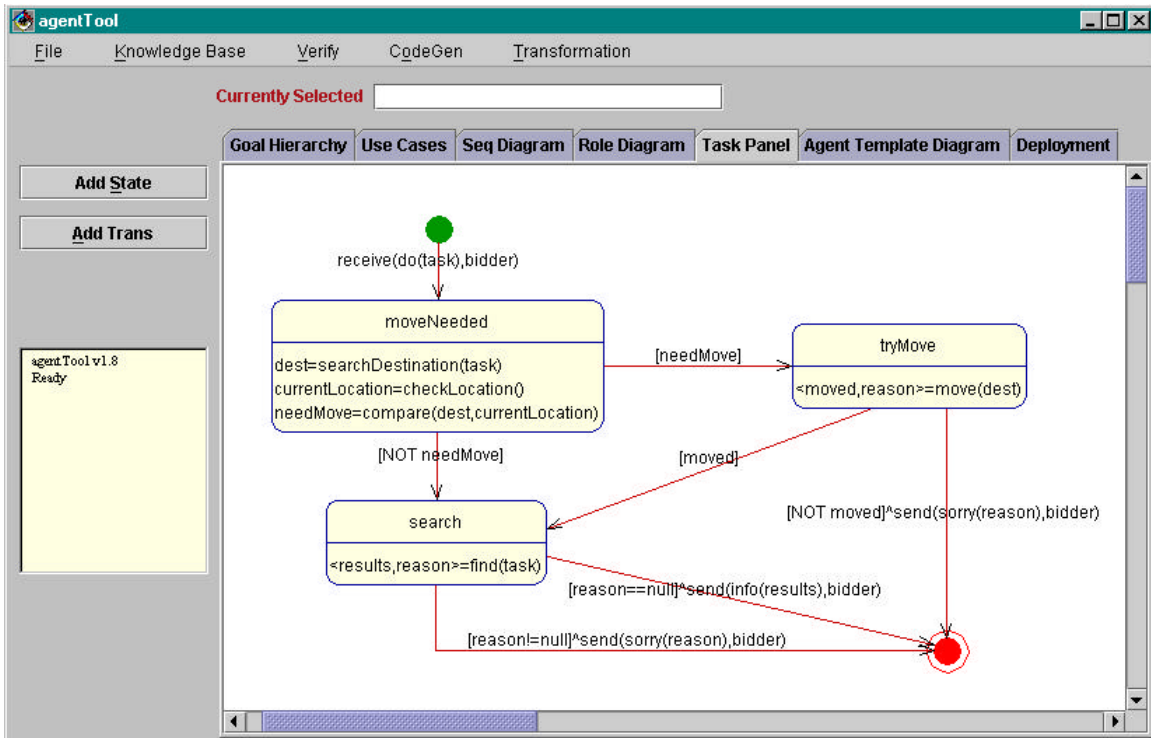 agentTool
File Knowledge Base Verify CodeGen Transformation
Currently Selected
Goal Hierarchy Use Cases Seq Diagram Role Diagram Task Panel Agent Template Diagram Deployment
Add State
Add Trans
agentTool v1.8
Ready
receive(do(task),bidder)
moveNeeded
dest=searchDestination(task)
currentLocation=checkLocation()
needMove=compare(dest,currentLocation)
[needMove]
tryMove
<moved,reason>=move(dest)
[NOT needMove]
[moved]
[NOT moved]^send(sorry(reason),bidder)
search
<results,reason>=find(task)
[reason==null]^send(info(results),bidder)
[reason!=null]^send(sorry(reason),bidder)